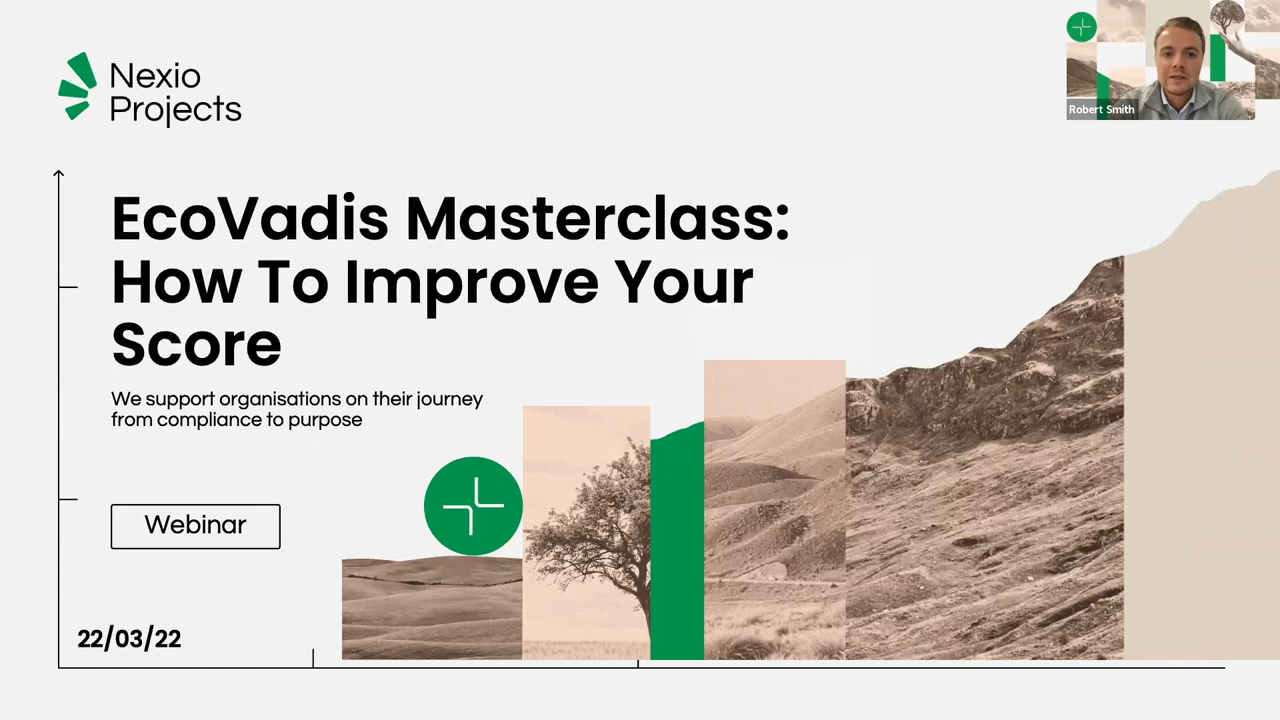 Nexio
Projects
Robert Smith
EcoVadis Masterclass:
How To Improve Your
Score
We support organisations on their journey
from compliance to purpose
Webinar
22/03/22